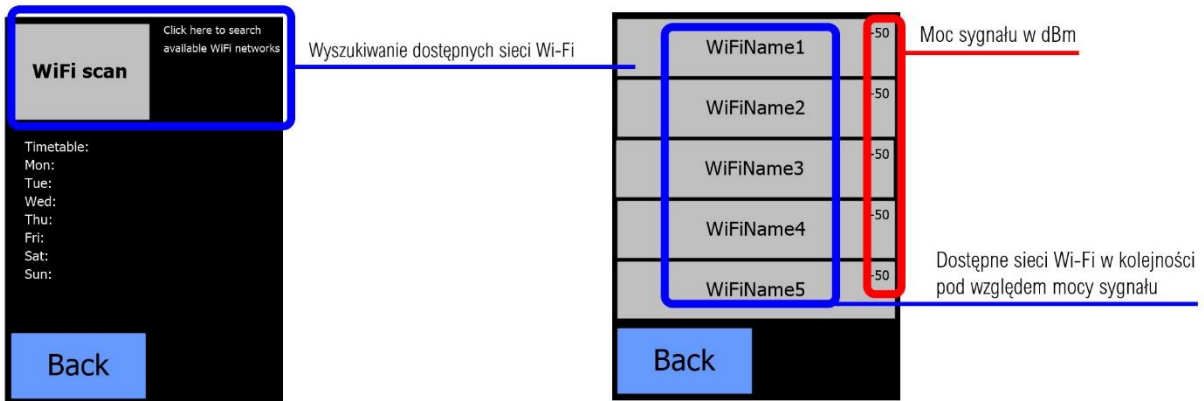 WiFi scan
Click here to search
available WiFi networks
Timetable:
Mon:
Tue:
Wed:
Thu:
Fri:
Sat:
Sun:
Back
Wyszukiwanie dostępnych sieci Wi-Fi
WiFiName1
-50
WiFiName2
-50
WiFiName3
-50
WiFiName4
-50
WiFiName5
-50
Back
Moc sygnału w dBm
Dostępne sieci Wi-Fi w kolejności
pod względem mocy sygnału